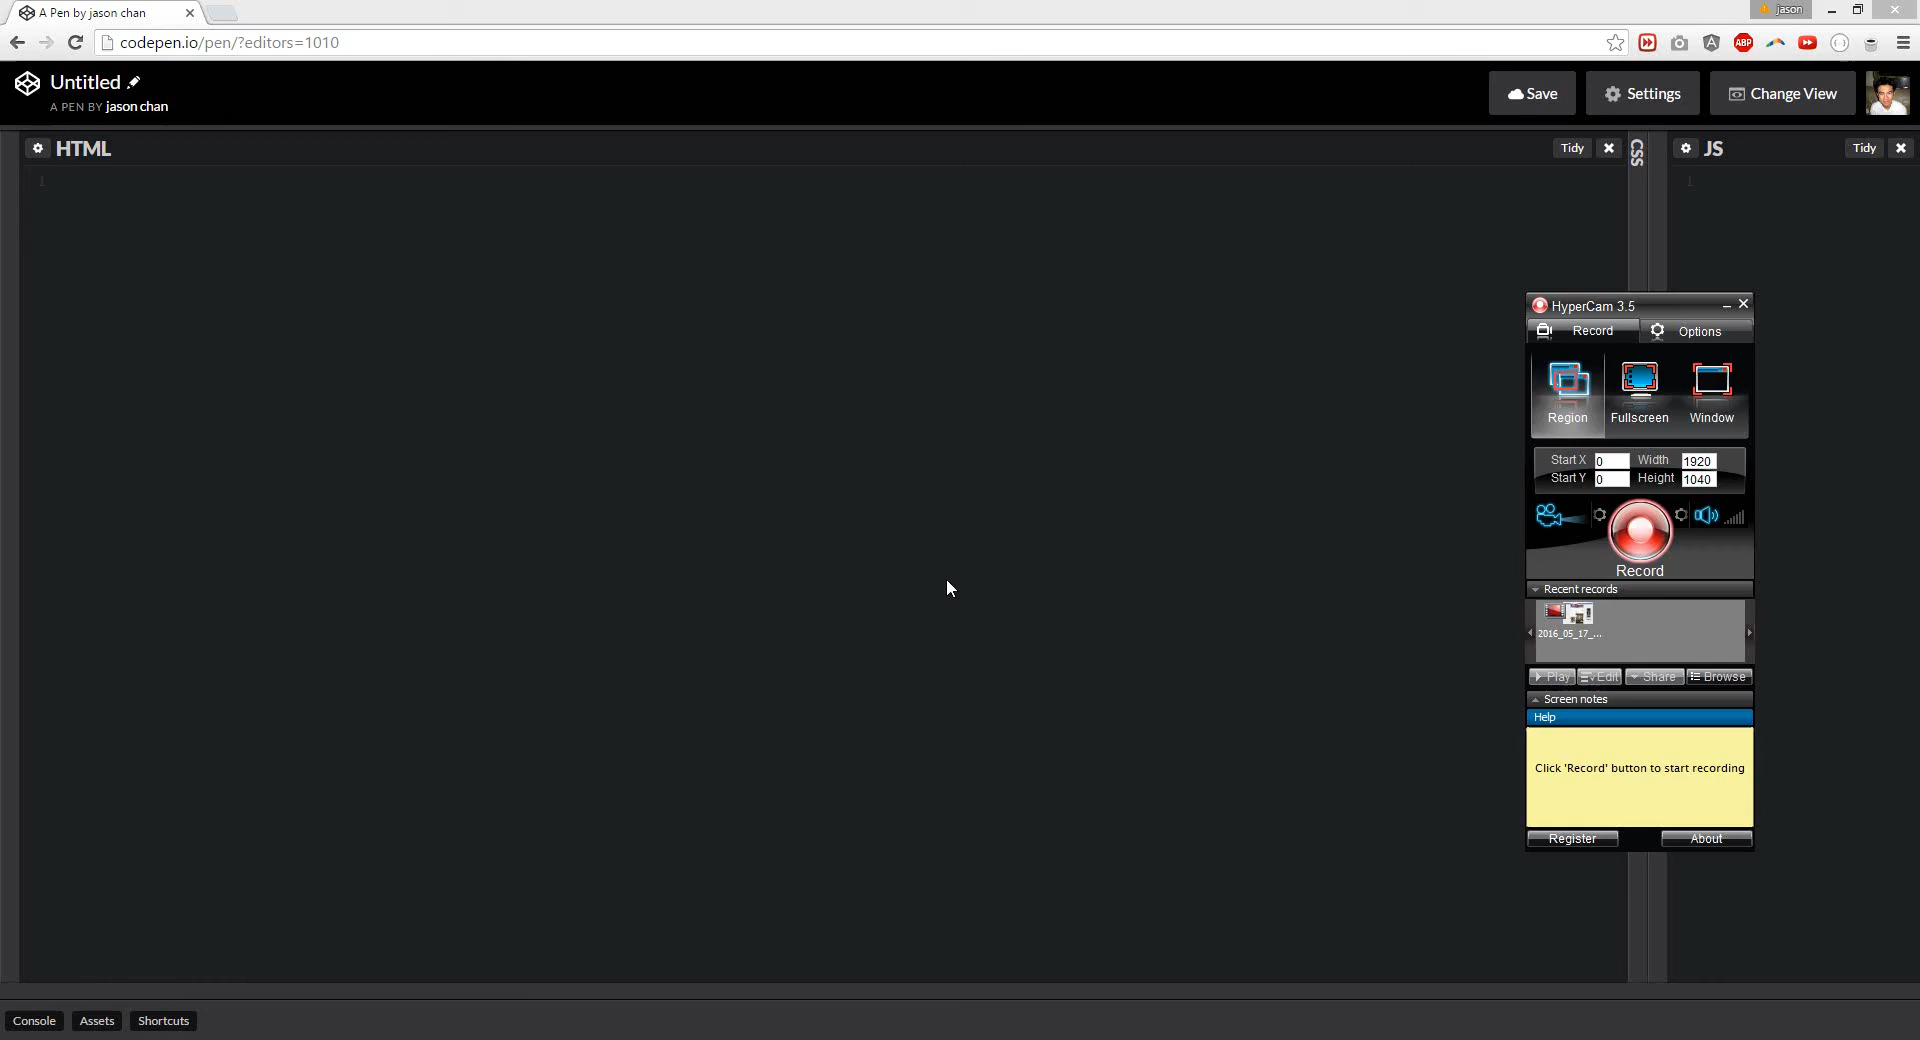 A Pen by jason chan
jason
codepen.io/pen/?editors=1010
ABP
Untitled
A PEN BY jason chan
Save
Settings
Change View
HTML
Tidy
CSS
JS
Tidy
1
1
HyperCam 3.5
Record
Options
Region
Fullscreen
Window
Start X 0 Width 1920
Start Y 0 Height 1040
Record
Recent records
2016_05_17_...
Play
Edit
Share
Browse
Screen notes
Help
Click 'Record' button to start recording
Register
About
Console
Assets
Shortcuts